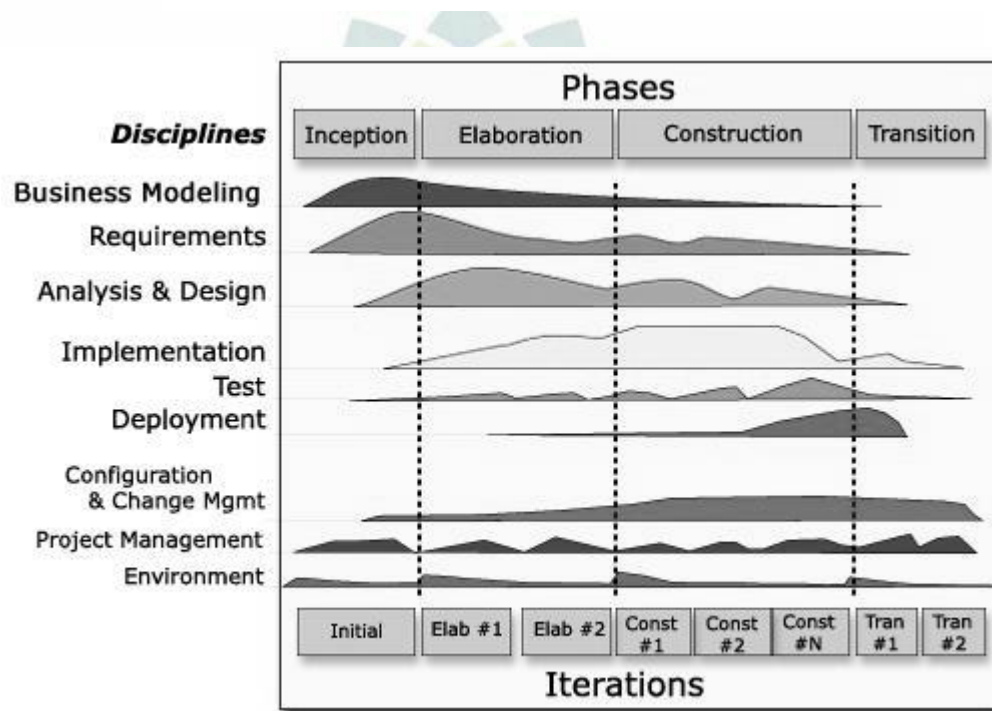 Phases
Disciplines
Inception
Elaboration
Construction
Transition
Business Modeling
Requirements
Analysis & Design
Implementation
Test
Deployment
Configuration
& Change Mgmt
Project Management
Environment
Initial
Elab #1
Elab #2
Const
#1
Const
#2
Const
#N
Tran
#1
Tran
#2
Iterations